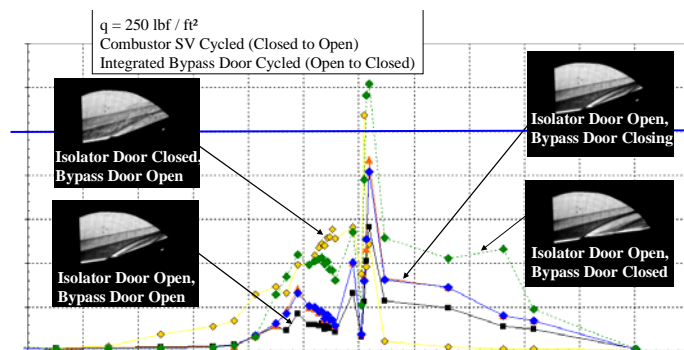 q = 250 lbf / ft²
Combustor SV Cycled (Closed to Open)
Integrated Bypass Door Cycled (Open to Closed)
Isolator Door Closed,
Bypass Door Open
Isolator Door Open,
Bypass Door Open
Isolator Door Open,
Bypass Door Closing
Isolator Door Open,
Bypass Door Closed